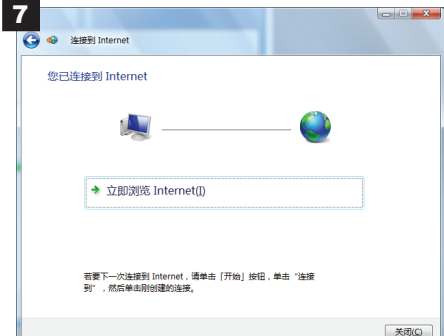 7
连接到 Internet
您已连接到 Internet
立即浏览 Internet(I)
若要下一次连接到 Internet，请单击「开始」按钮，单击“连接
到”，然后单击刚创建的连接。
关闭(C)